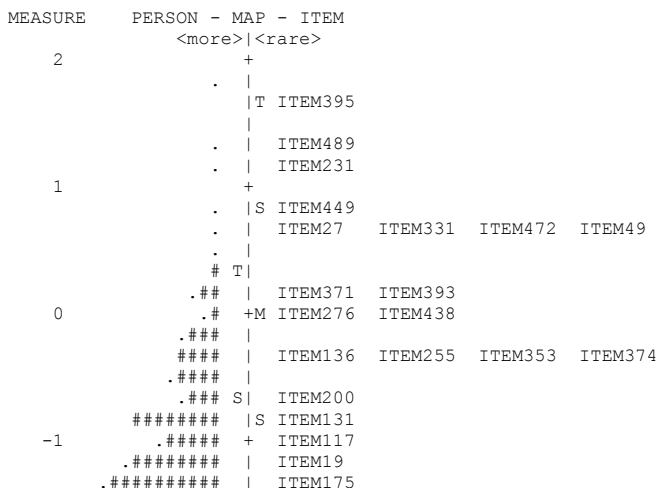 MEASURE PERSON - MAP - ITEM
<more>|<rare>
2 +
. |
|T ITEM395
|
. | ITEM489
. | ITEM231
1 +
. |S ITEM449
. | ITEM27 ITEM331 ITEM472 ITEM49
. |
# T|
.## | ITEM371 ITEM393
0 .# +M ITEM276 ITEM438
.### |
#### | ITEM136 ITEM255 ITEM353 ITEM374
.#### |
.### S| ITEM200
######## |S ITEM131
-1 .##### + ITEM117
.######## | ITEM19
.########## | ITEM175